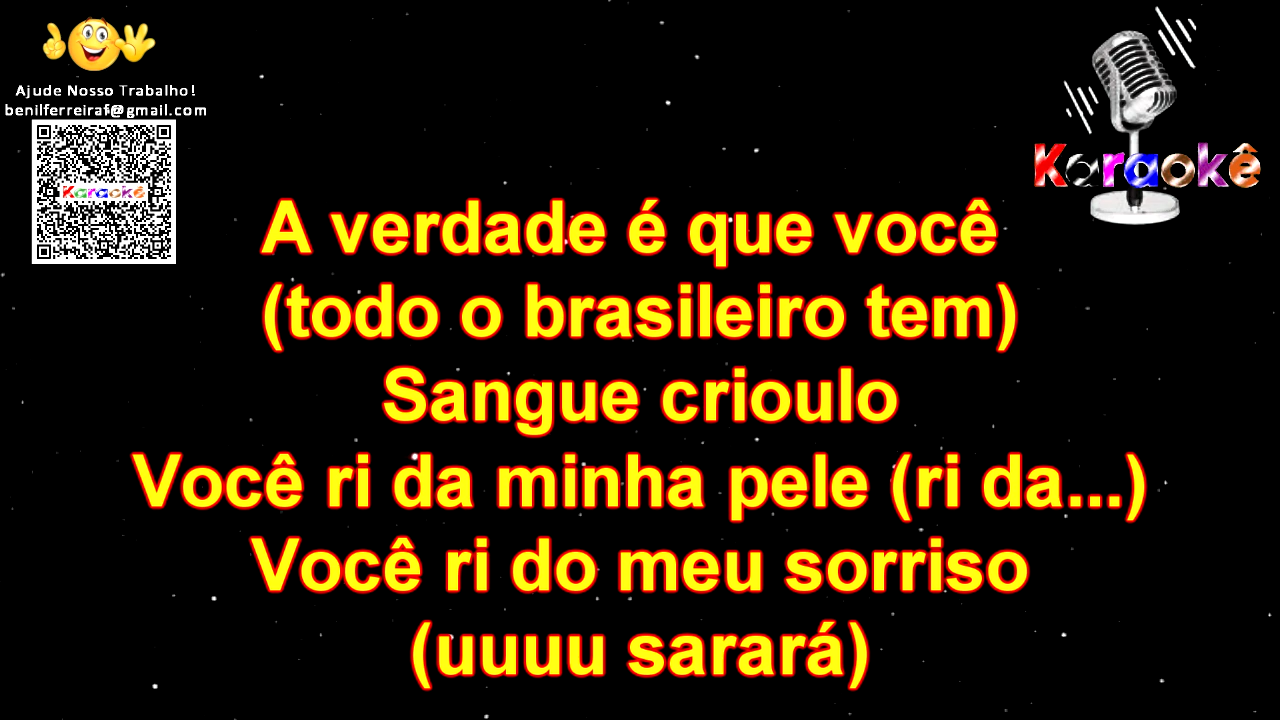 Ajude Nosso Trabalho!
benilferreiraf@gmail.com
Karaokê
Karaokê
A verdade é que você
(todo o brasileiro tem)
Sangue crioulo
Você ri da minha pele (ri da...)
Você ri do meu sorriso
(uuuu sarará)